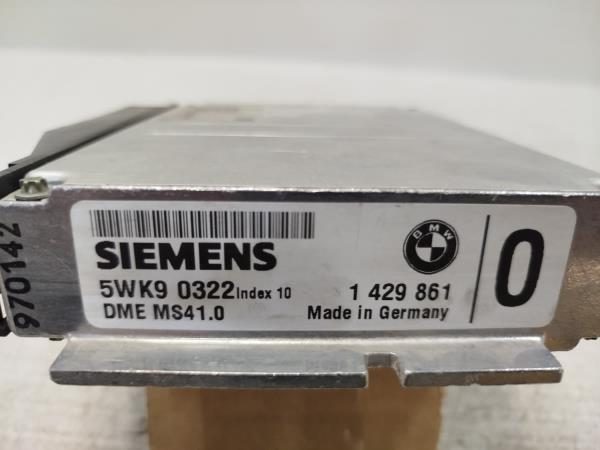 970142
SIEMENS
BMW
5WK9 0322 Index 10
1 429 861
DME MS41.0
Made in Germany
0